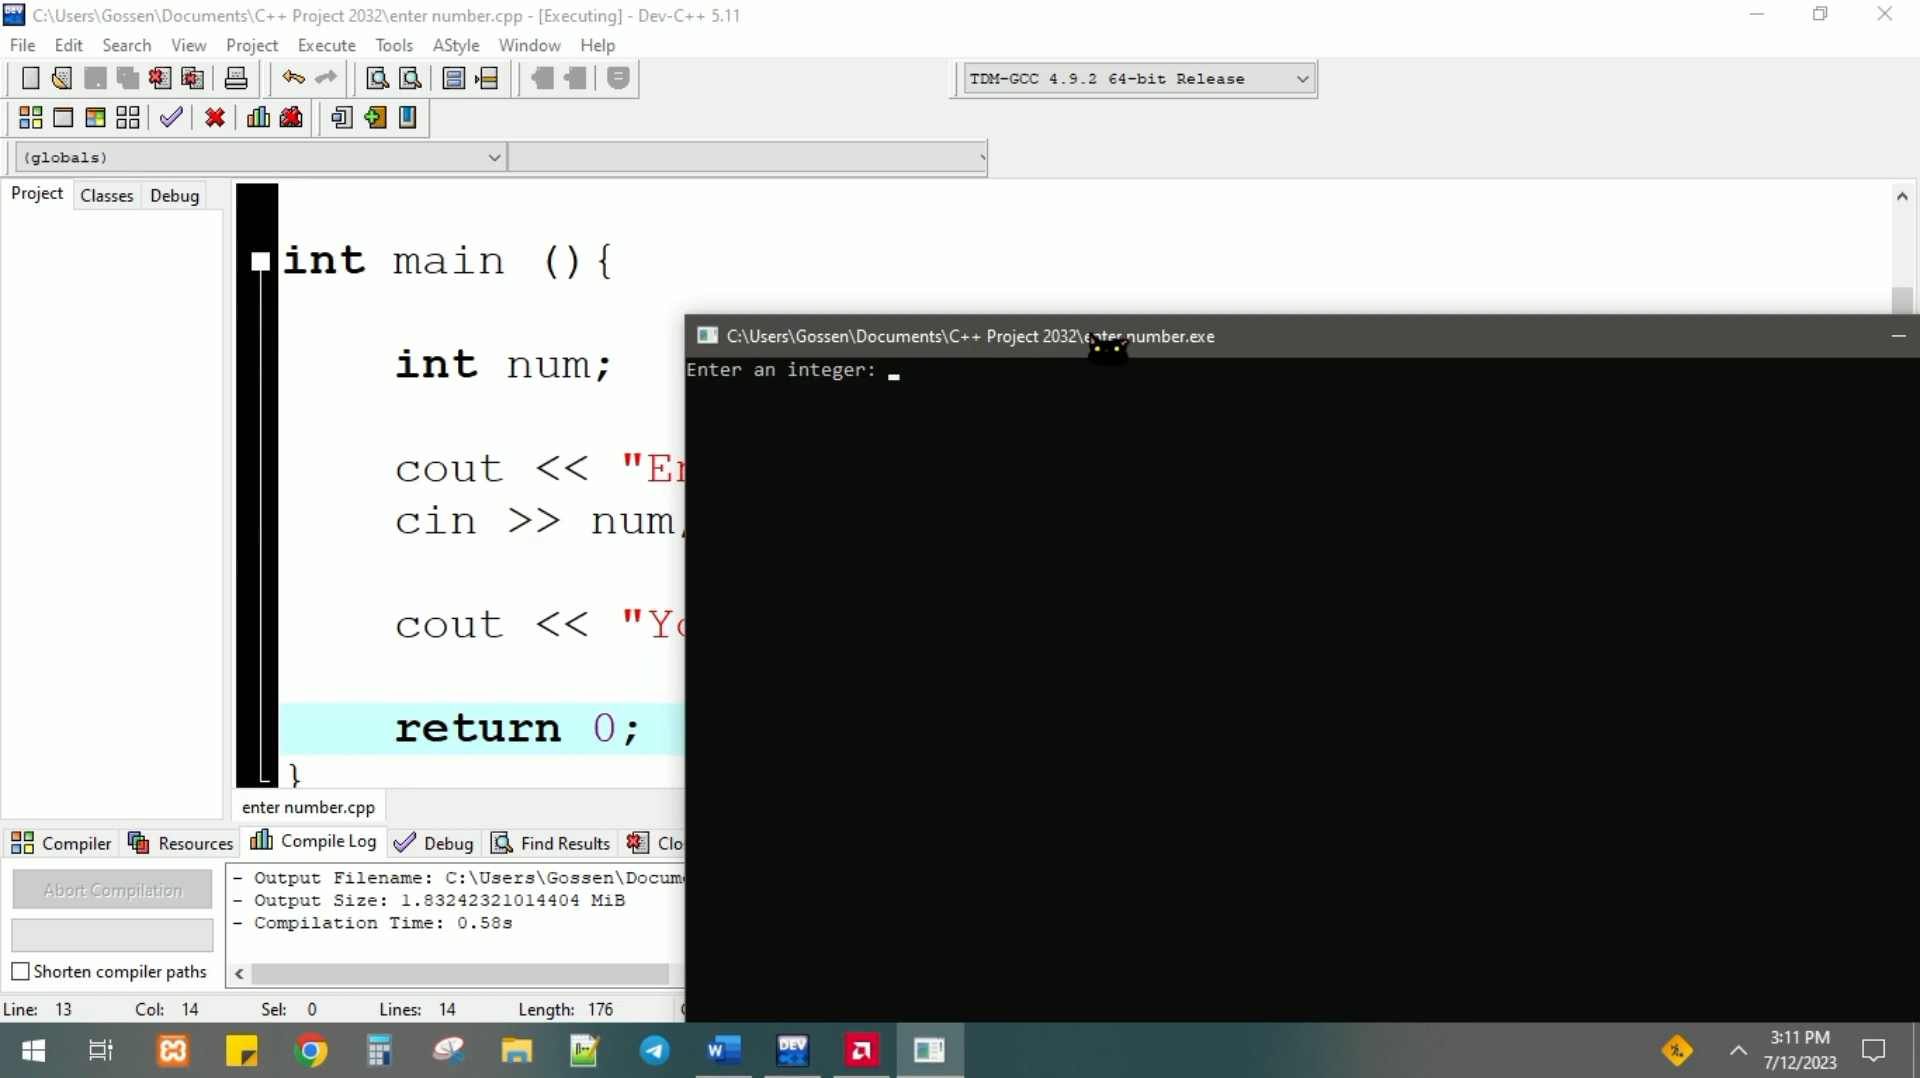 C:\Users\Gossen\Documents\C++ Project 2032\enter number.cpp - [Executing] - Dev-C++ 5.11
File Edit Search View Project Execute Tools AStyle Window Help
TDM-GCC 4.9.2 64-bit Release
(globals)
Project Classes Debug
int main (){
int num;
cout << "En
cin >> num;
cout << "Yo
return 0;
}
C:\Users\Gossen\Documents\C++ Project 2032\enter number.exe
Enter an integer:
enter number.cpp
Compiler Resources Compile Log Debug Find Results Clo
Abort Compilation
Shorten compiler paths
- Output Filename: C:\Users\Gossen\Docum
- Output Size: 1.83242321014404 MiB
- Compilation Time: 0.58s
Line: 13 Col: 14 Sel: 0 Lines: 14 Length: 176
3:11 PM
7/12/2023